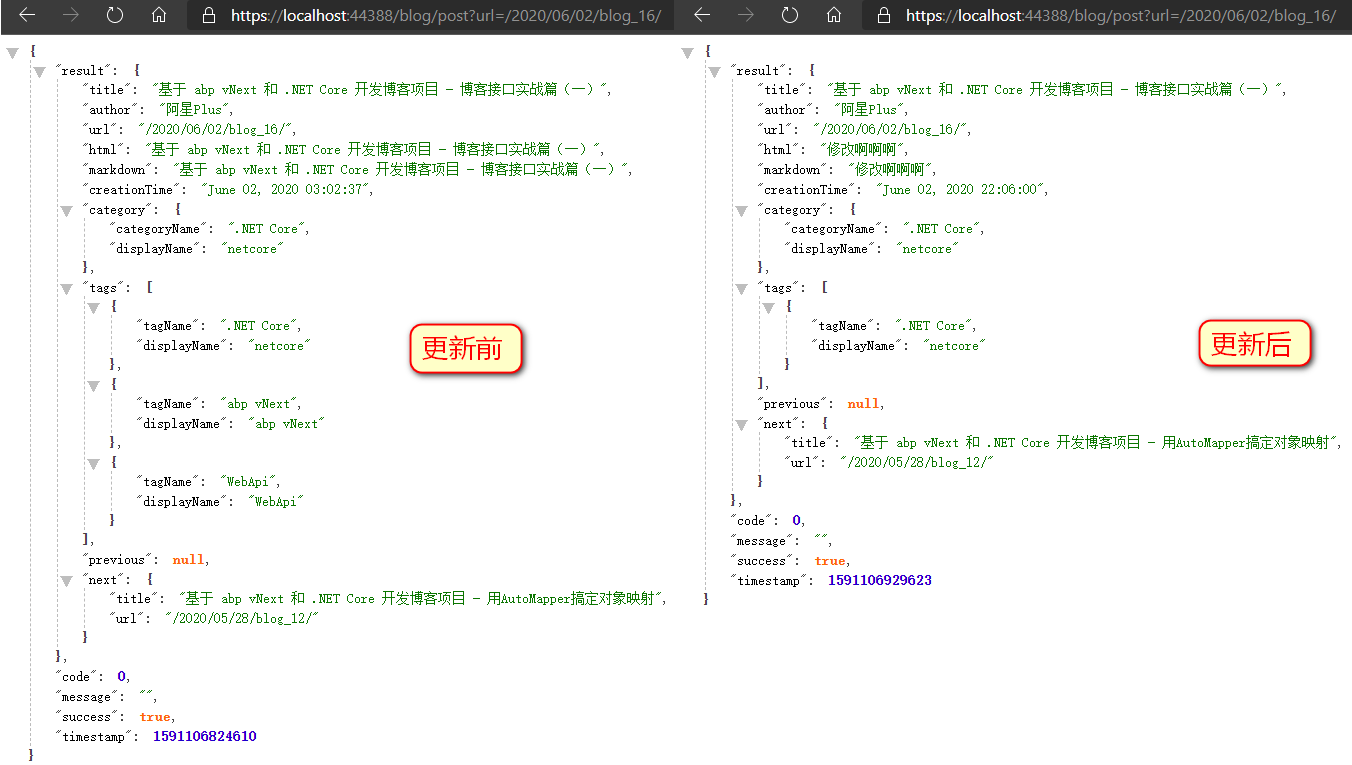 https://localhost:44388/blog/post?url=/2020/06/02/blog_16/
{
"result": {
"title": "基于 abp vNext 和 .NET Core 开发博客项目 - 博客接口实战篇（一）",
"author": "阿星Plus",
"url": "/2020/06/02/blog_16/",
"html": "基于 abp vNext 和 .NET Core 开发博客项目 - 博客接口实战篇（一）",
"markdown": "基于 abp vNext 和 .NET Core 开发博客项目 - 博客接口实战篇（一）",
"creationTime": "June 02, 2020 03:02:37",
"category": {
"categoryName": ".NET Core",
"displayName": "netcore"
},
"tags": [
{
"tagName": ".NET Core",
"displayName": "netcore"
},
{
"tagName": "abp vNext",
"displayName": "abp vNext"
},
{
"tagName": "WebApi",
"displayName": "WebApi"
}
],
"previous": null,
"next": {
"title": "基于 abp vNext 和 .NET Core 开发博客项目 - 用AutoMapper搞定对象映射",
"url": "/2020/05/28/blog_12/"
}
},
"code": 0,
"message": "",
"success": true,
"timestamp": 1591106824610
}
更新前
https://localhost:44388/blog/post?url=/2020/06/02/blog_16/
{
"result": {
"title": "基于 abp vNext 和 .NET Core 开发博客项目 - 博客接口实战篇（一）",
"author": "阿星Plus",
"url": "/2020/06/02/blog_16/",
"html": "修改啊啊啊",
"markdown": "修改啊啊啊",
"creationTime": "June 02, 2020 22:06:00",
"category": {
"categoryName": ".NET Core",
"displayName": "netcore"
},
"tags": [
{
"tagName": ".NET Core",
"displayName": "netcore"
}
],
"previous": null,
"next": {
"title": "基于 abp vNext 和 .NET Core 开发博客项目 - 用AutoMapper搞定对象映射",
"url": "/2020/05/28/blog_12/"
}
},
"code": 0,
"message": "",
"success": true,
"timestamp": 1591106929623
}
更新后